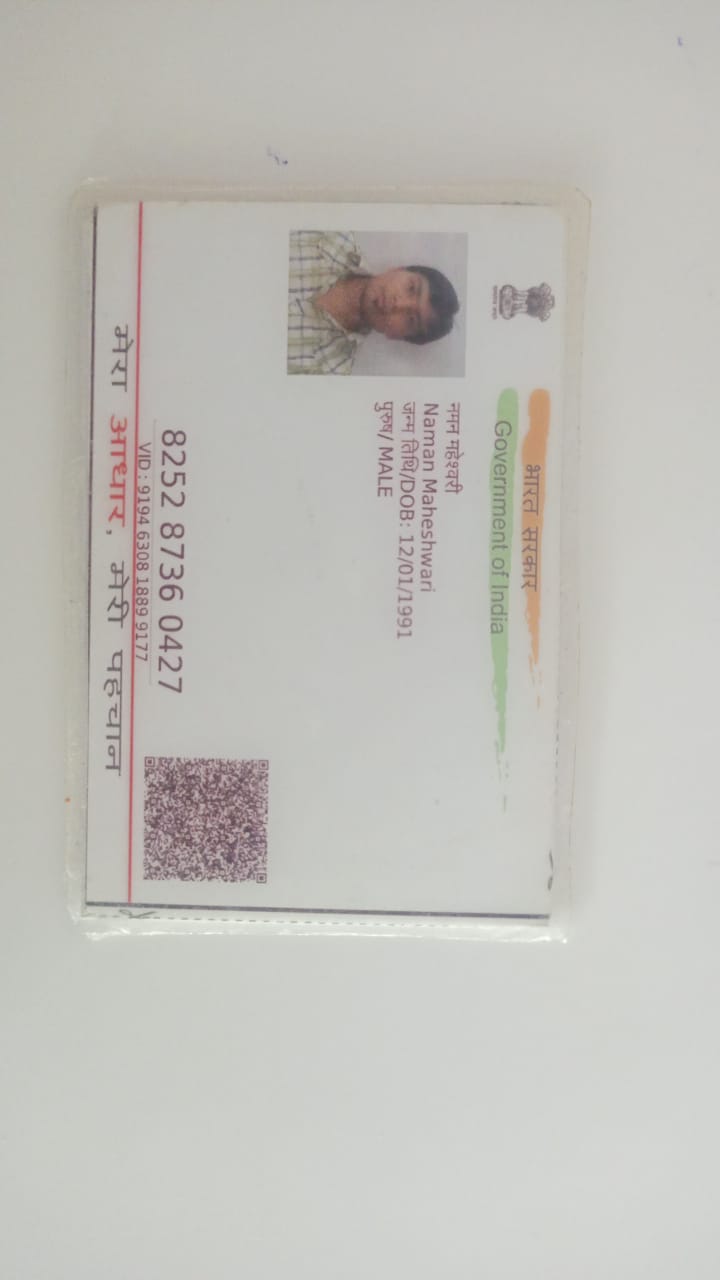 भारत सरकार
Government of India
नमन महेश्वरी
Naman Maheshwari
जन्म तिथि/DOB: 12/01/1991
पुरुष/ MALE
8252 8736 0427
VID : 9194 6308 1889 9177
मेरा आधार, मेरी पहचान